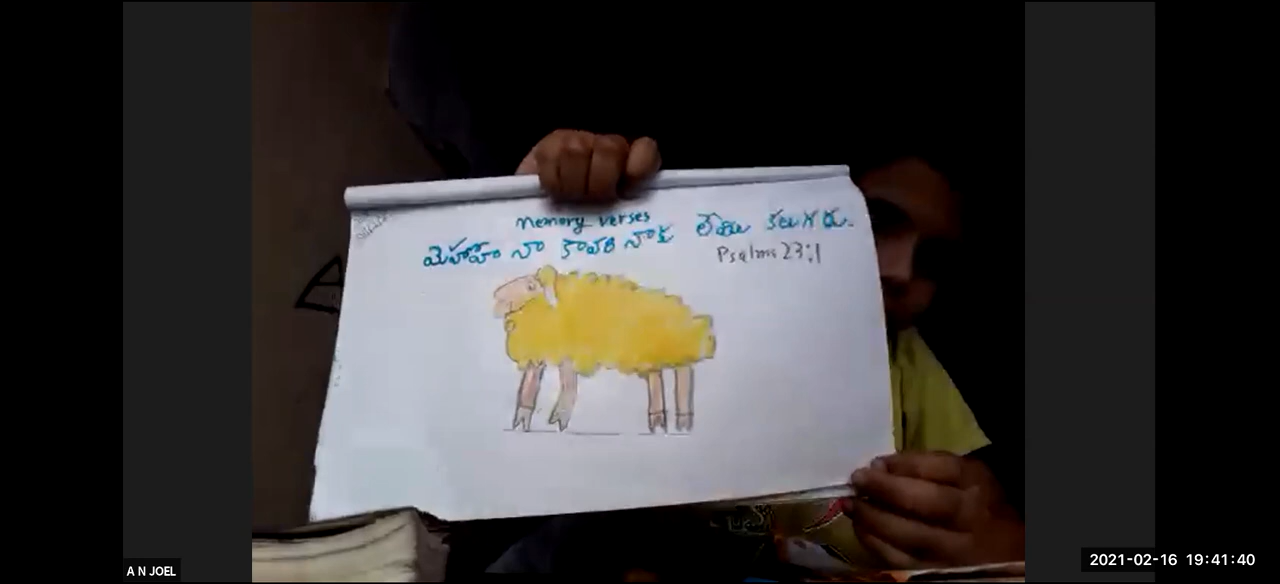 Memory verses
యెహోవా నా కాపరి నాకు లేమి కలుగదు.
Psalms 23:1
A N JOEL
2021-02-16 19:41:40